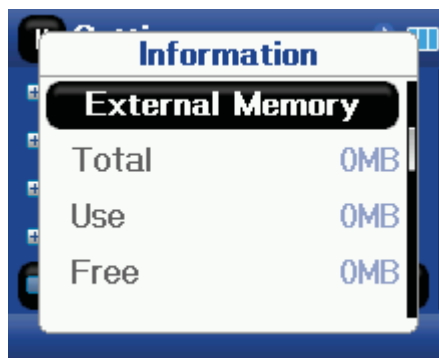 Information
External Memory
Total 0MB
Use 0MB
Free 0MB